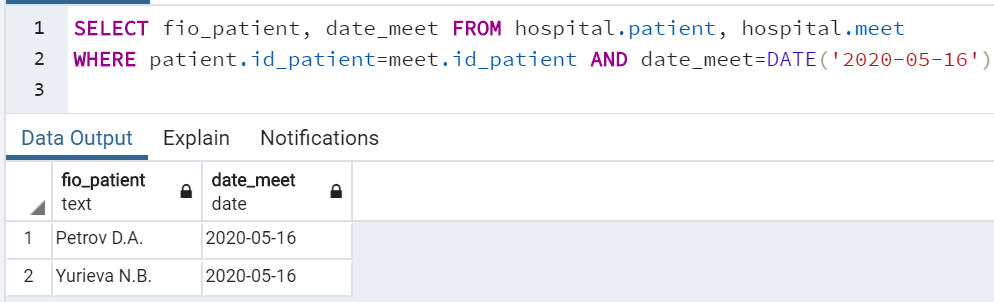 1 SELECT fio_patient, date_meet FROM hospital.patient, hospital.meet
2 WHERE patient.id_patient=meet.id_patient AND date_meet=DATE('2020-05-16')
3
Data Output Explain Notifications
fio_patient date_meet
text date
1 Petrov D.A. 2020-05-16
2 Yurieva N.B. 2020-05-16